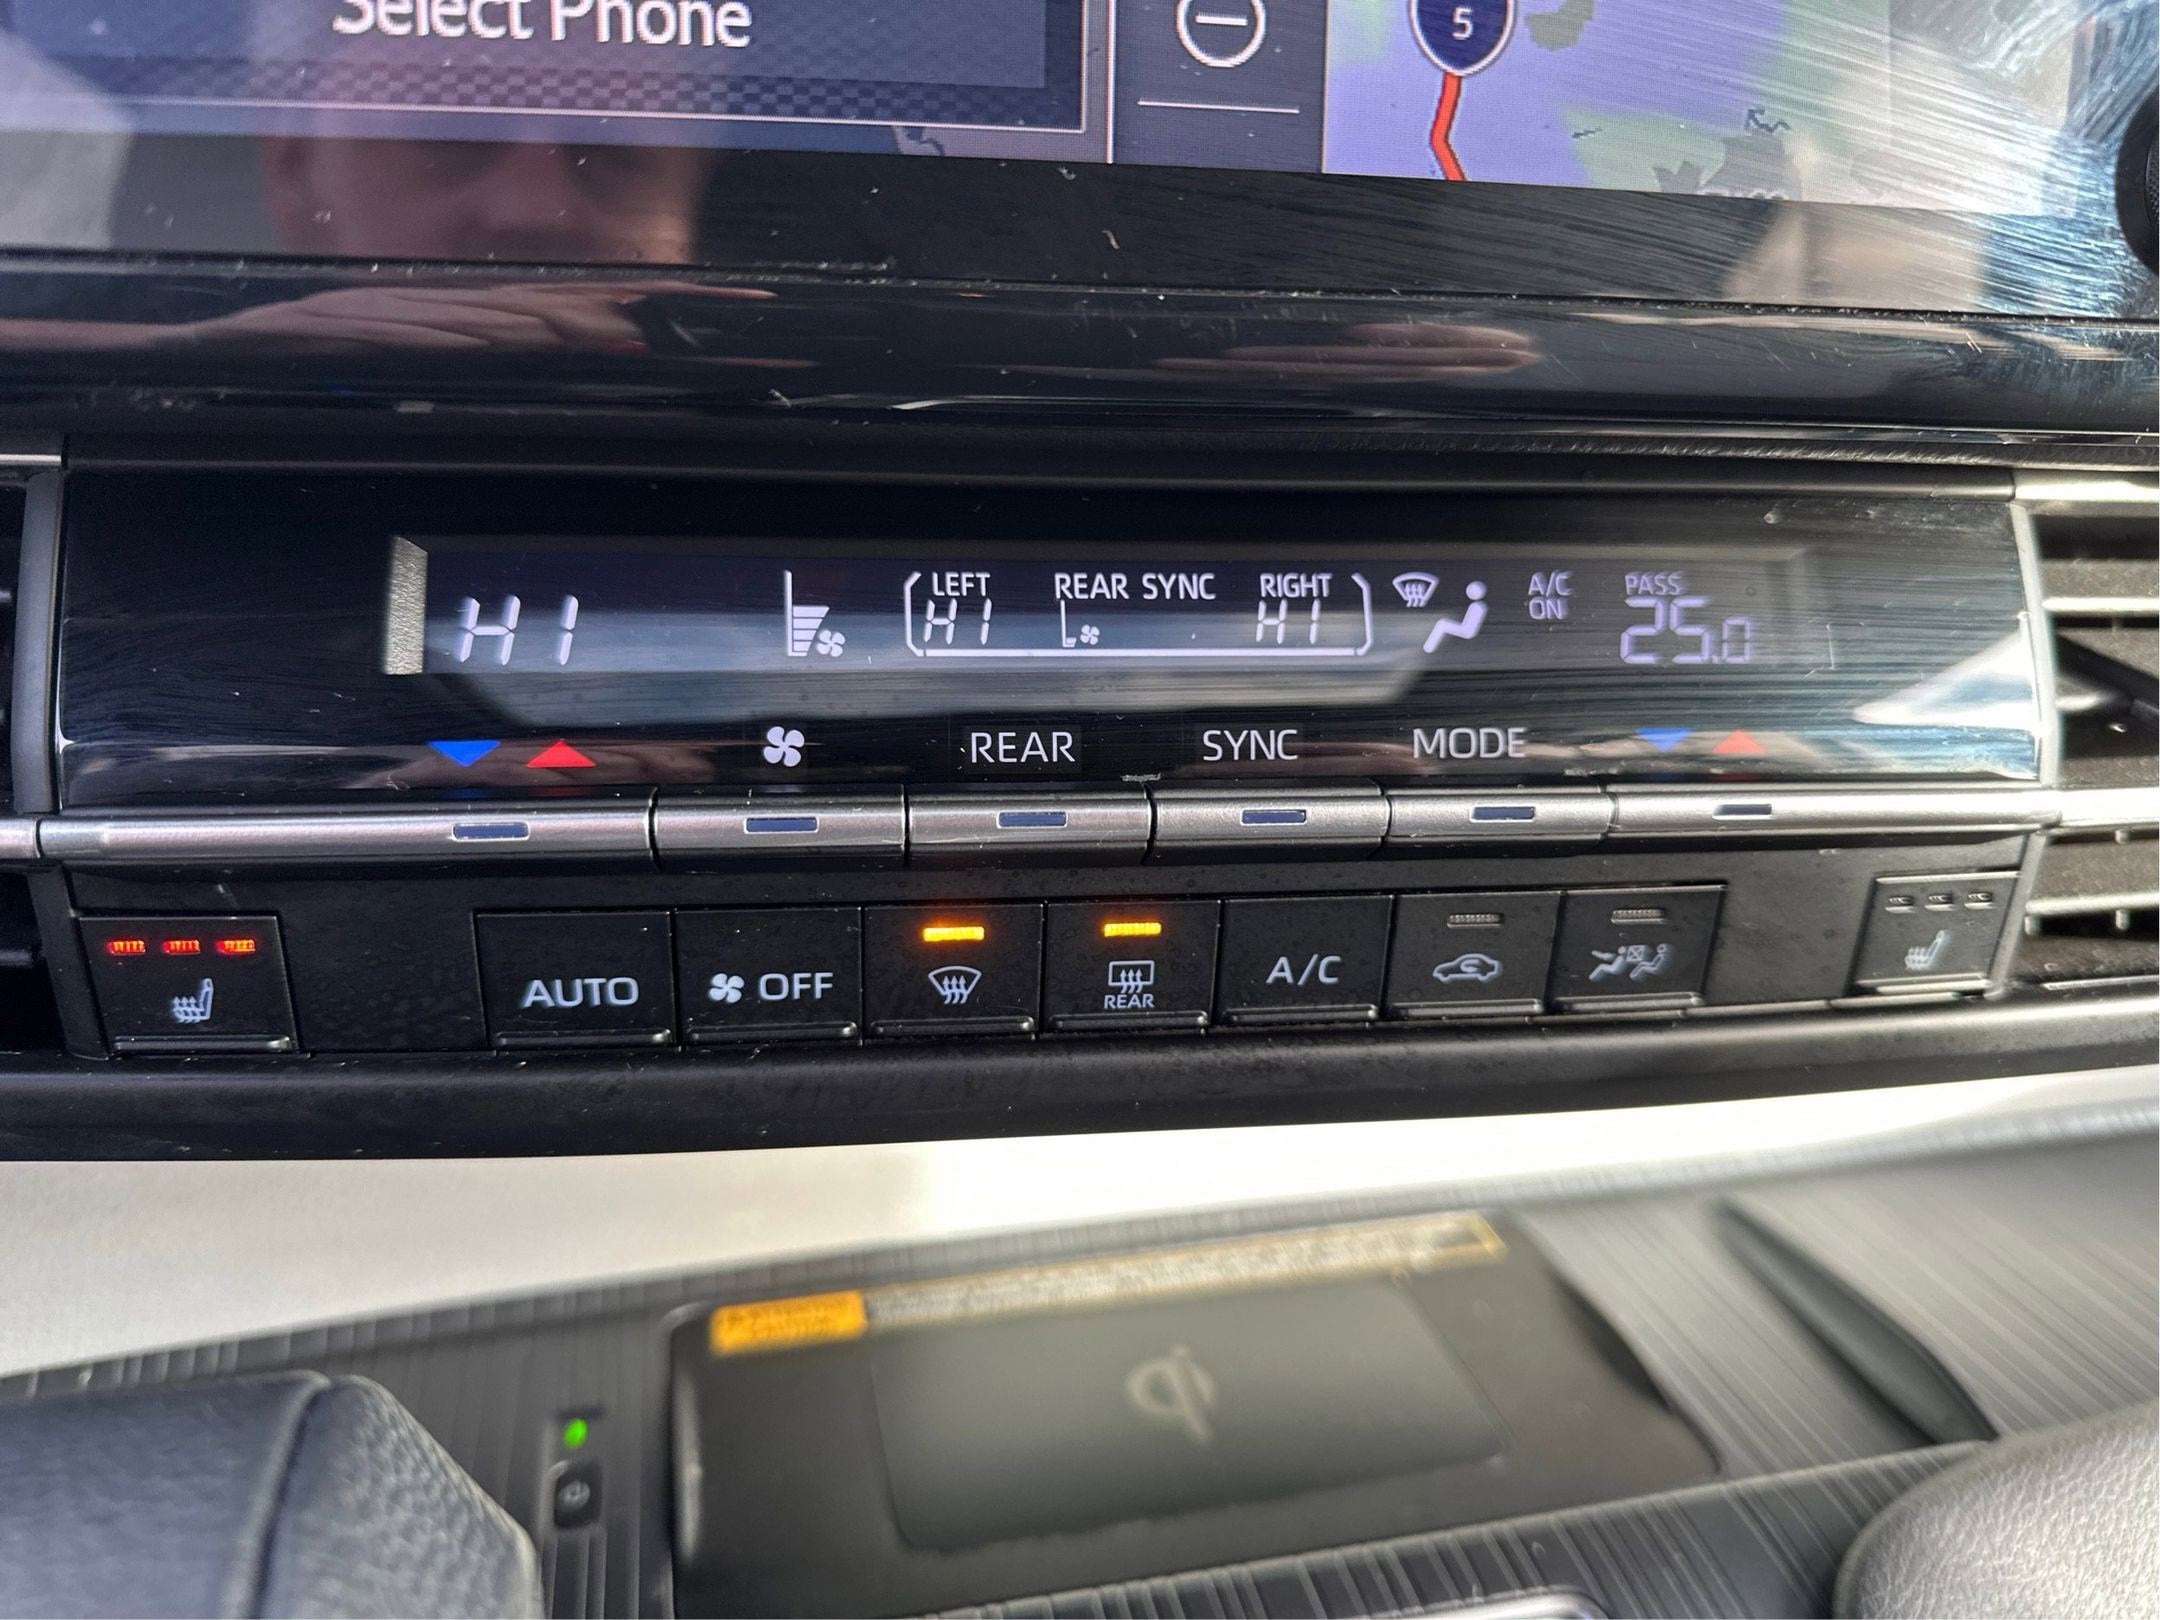 Select Phone
5
LEFT REAR SYNC RIGHT A/C PASS
HI HI HI ON 25.0
REAR SYNC MODE
AUTO OFF REAR A/C